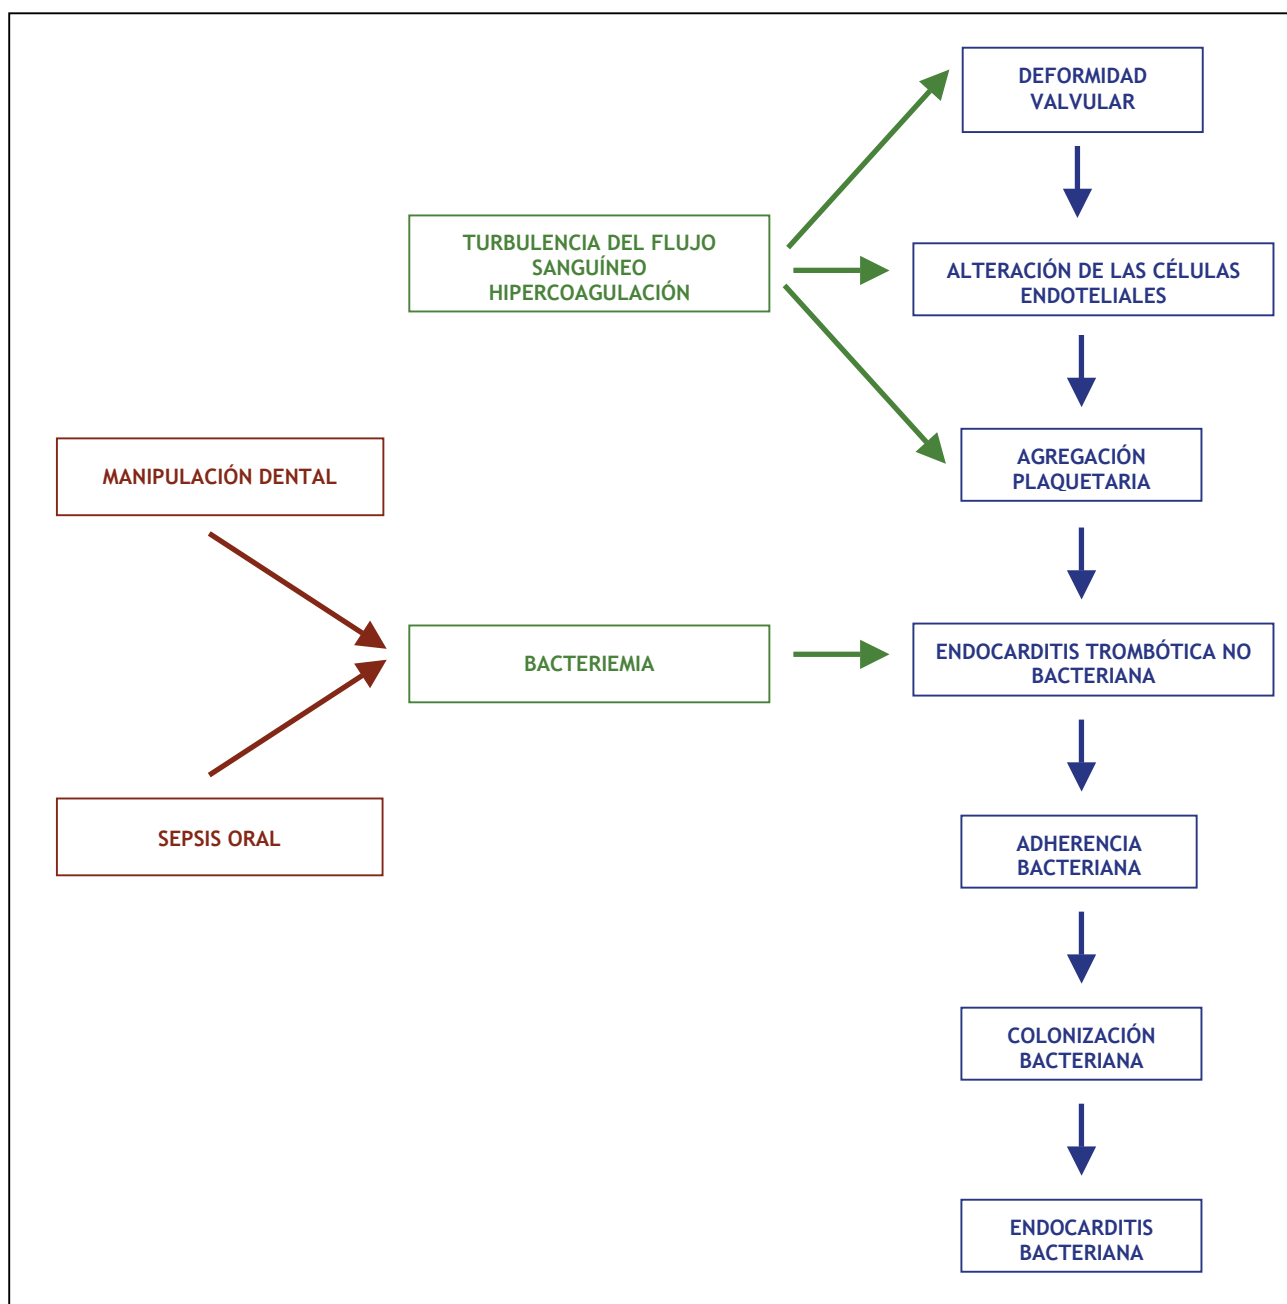 DEFORMIDAD
VALVULAR
TURBULENCIA DEL FLUJO
SANGUÍNEO
HIPERCOAGULACIÓN
ALTERACIÓN DE LAS CÉLULAS
ENDOTELIALES
AGREGACIÓN
PLAQUETARIA
MANIPULACIÓN DENTAL
BACTERIEMIA
ENDOCARDITIS TROMBÓTICA NO
BACTERIANA
SEPSIS ORAL
ADHERENCIA
BACTERIANA
COLONIZACIÓN
BACTERIANA
ENDOCARDITIS
BACTERIANA